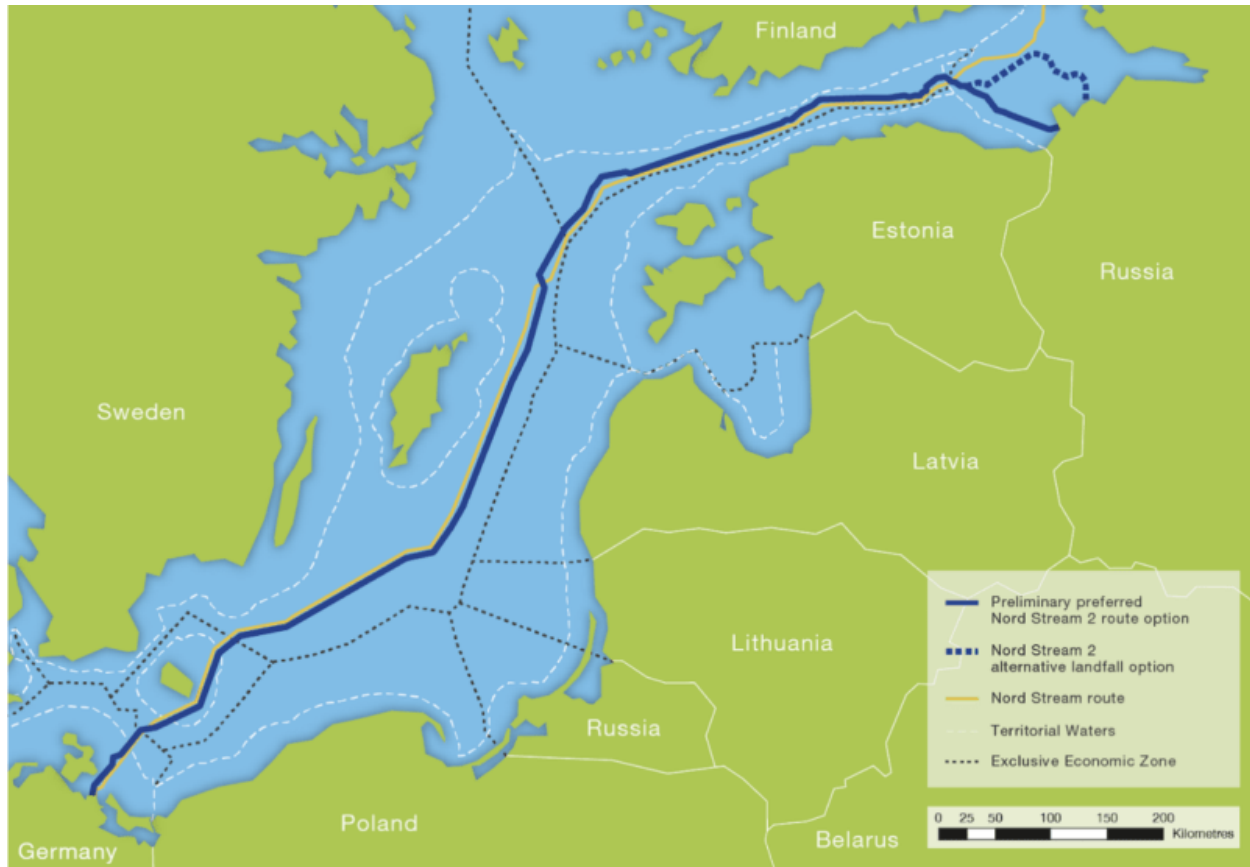 Finland
Estonia
Russia
Sweden
Latvia
Lithuania
Russia
Poland
Belarus
Germany
Preliminary preferred
Nord Stream 2 route option
Nord Stream 2
alternative landfall option
Nord Stream route
Territorial Waters
Exclusive Economic Zone
0 25 50 100 150 200
Kilometres